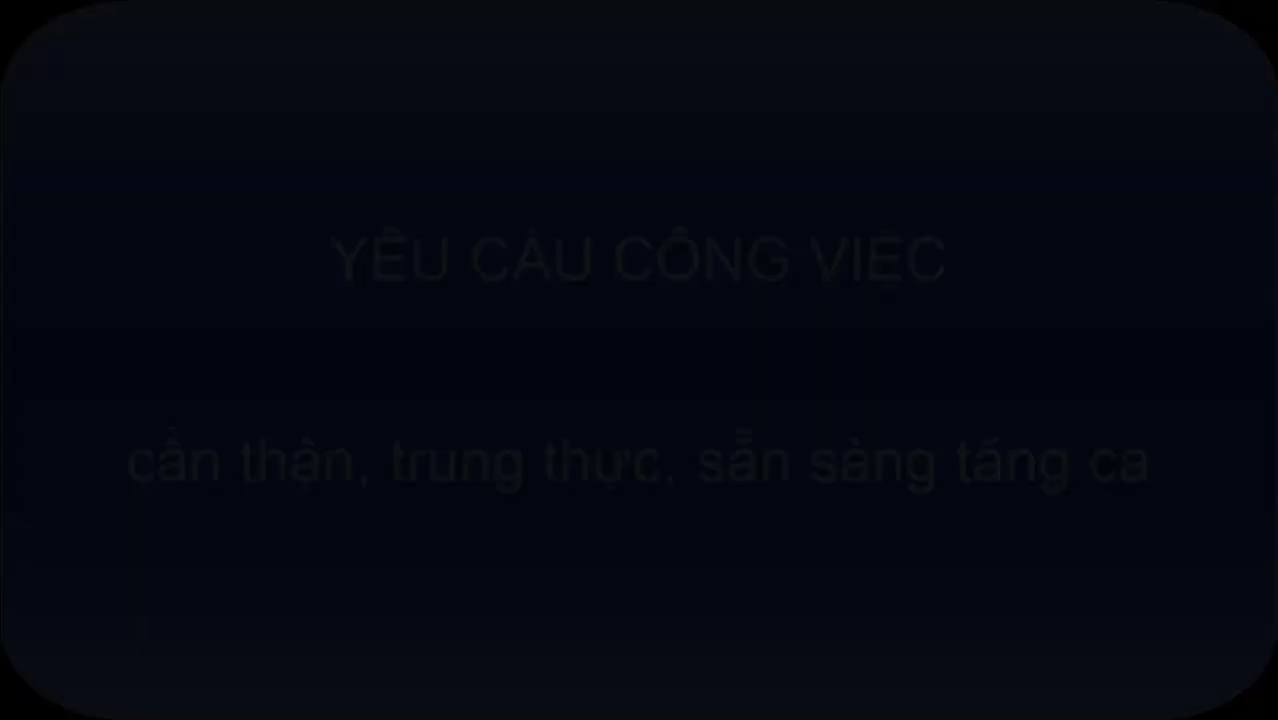 YÊU CẦU CÔNG VIỆC
cẩn thận, trung thực, sẵn sàng tăng ca